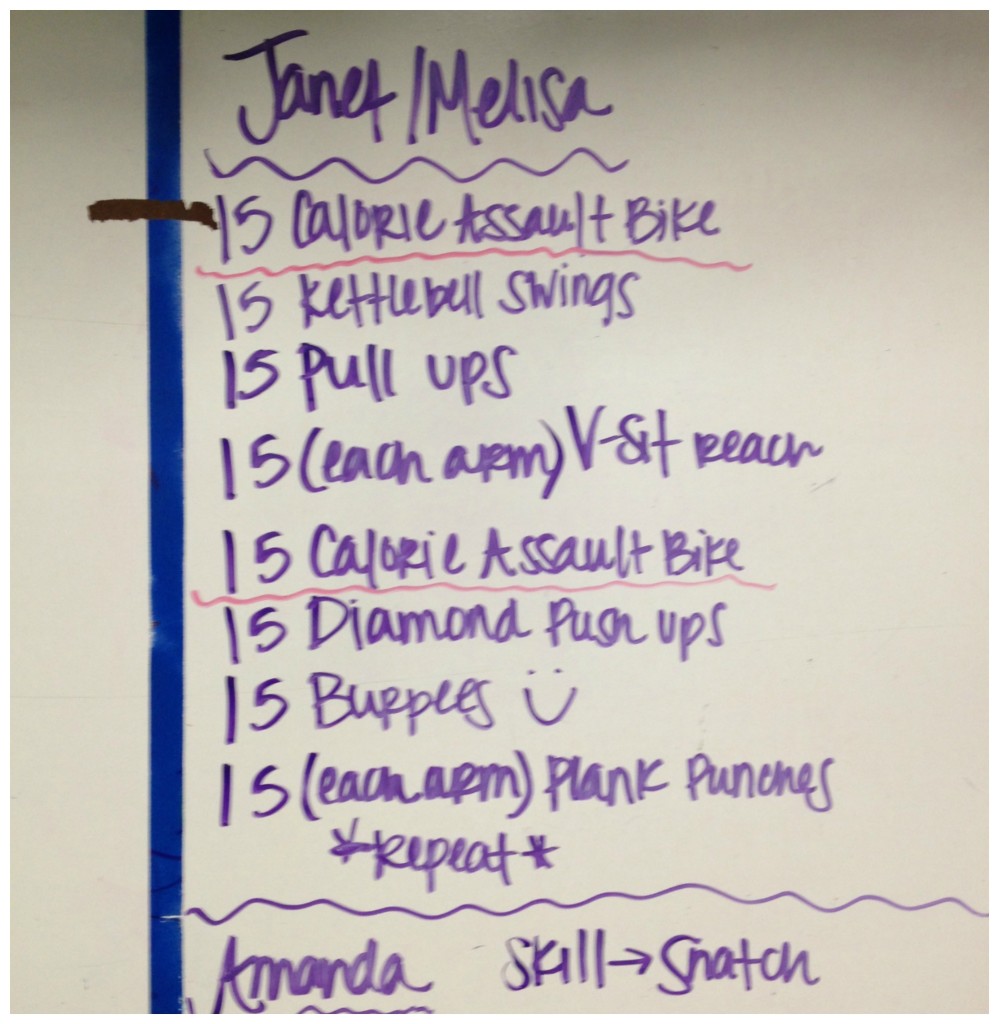 Janet/Melisa
15 Calorie Assault Bike
15 Kettlebell Swings
15 Pull ups
15 (each arm) V-sit reach
15 Calorie Assault Bike
15 Diamond Push ups
15 Burpees
15 (each arm) Plank Punches
*Repeat*
Amanda Skill→Snatch